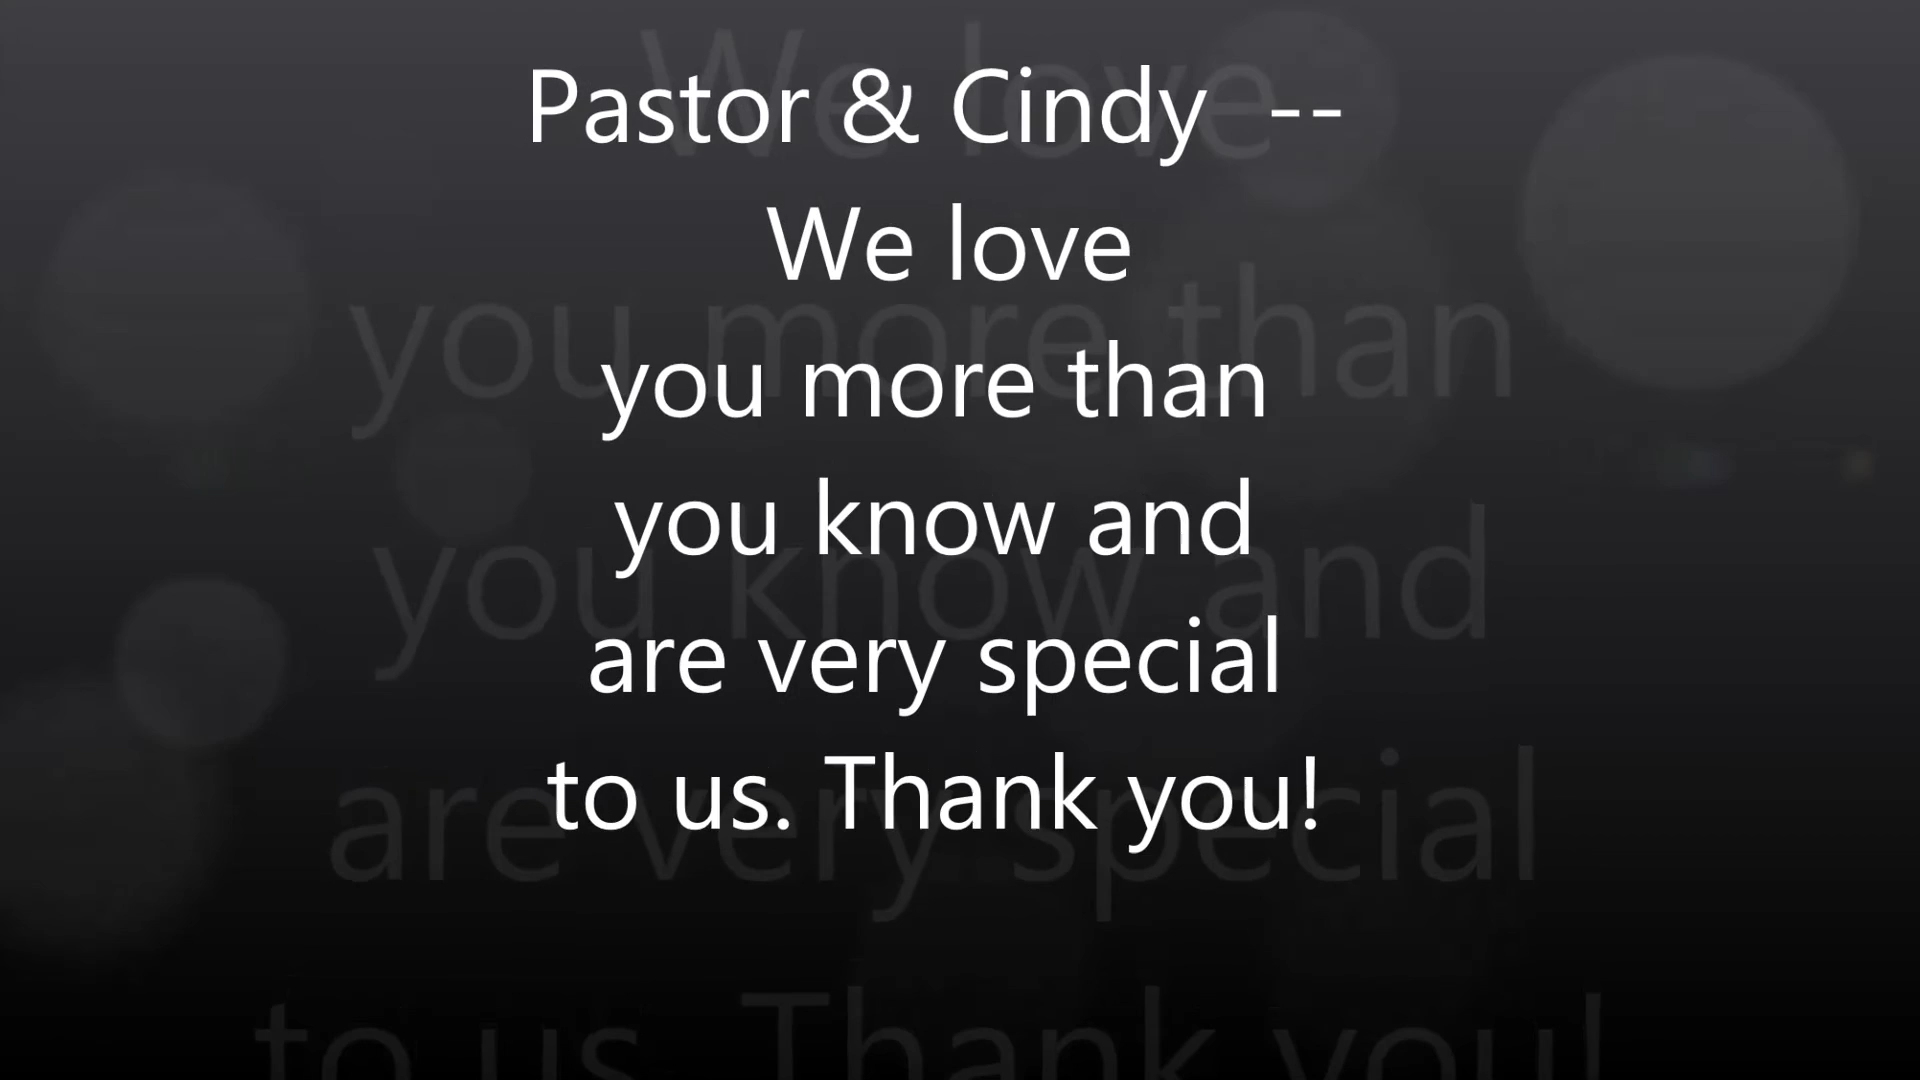 Pastor & Cindy --
We love
you more than
you know and
are very special
to us. Thank you!